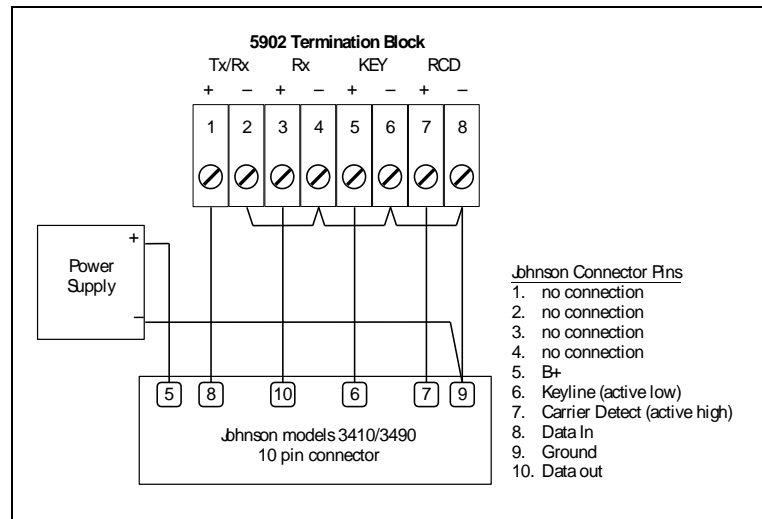 5902 Termination Block
Tx/Rx Rx KEY RCD
+ – + – + – + –
1 2 3 4 5 6 7 8
+
Power
Supply
–
5 8 10 6 7 9
Johnson models 3410/3490
10 pin connector
Johnson Connector Pins
1. no connection
2. no connection
3. no connection
4. no connection
5. B+
6. Keyline (active low)
7. Carrier Detect (active high)
8. Data In
9. Ground
10. Data out